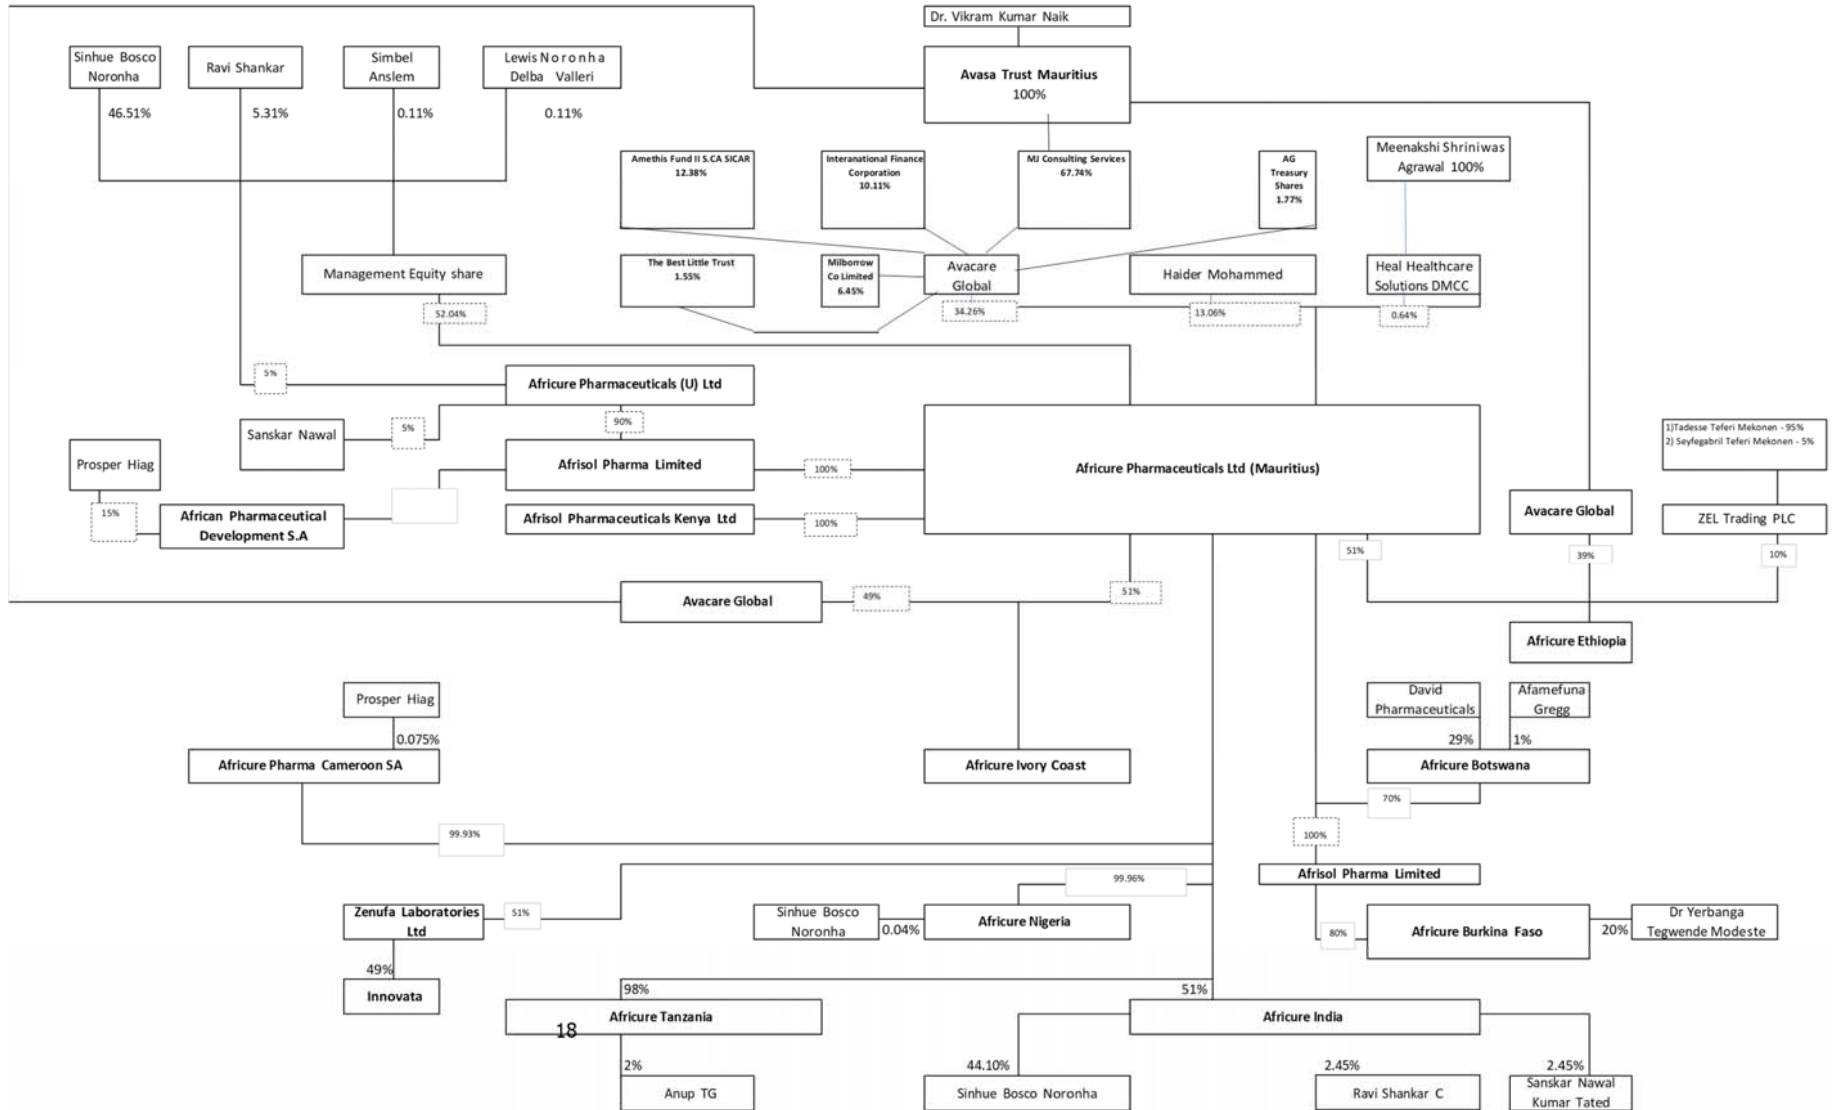 Dr. Vikram Kumar Naik
Sinhue Bosco
Noronha
Ravi Shankar
Simbel
Anslem
Lewis Noronha
Delba Valleri
Avasa Trust Mauritius
100%
46.51%
5.31%
0.11%
0.11%
Amethis Fund II S.CA SICAR
12.38%
Interanational Finance
Corporation
10.11%
MJ Consulting Services
67.74%
AG
Treasury
Shares
1.77%
Meenakshi Shriniwas
Agrawal 100%
Management Equity share
The Best Little Trust
1.55%
Milborrow
Co Limited
6.45%
Avacare
Global
Haider Mohammed
Heal Healthcare
Solutions DMCC
52.04%
34.26%
13.06%
0.64%
5%
Africure Pharmaceuticals (U) Ltd
90%
Sanskar Nawal
5%
1)Tadesse Teferi Mekonen - 95%
2) Seyfegabril Teferi Mekonen - 5%
Prosper Hiag
Afrisol Pharma Limited
100%
Africure Pharmaceuticals Ltd (Mauritius)
15%
African Pharmaceutical
Development S.A
Afrisol Pharmaceuticals Kenya Ltd
100%
Avacare Global
ZEL Trading PLC
51%
39%
10%
Avacare Global
49%
51%
Africure Ethiopia
Prosper Hiag
David
Pharmaceuticals
Afamefuna
Gregg
0.075%
29%
1%
Africure Pharma Cameroon SA
Africure Ivory Coast
Africure Botswana
70%
99.93%
100%
Afrisol Pharma Limited
99.96%
Zenufa Laboratories
Ltd
51%
Sinhue Bosco
Noronha
0.04%
Africure Nigeria
80%
Africure Burkina Faso
20%
Dr Yerbanga
Tegwende Modeste
49%
Innovata
98%
51%
Africure Tanzania
18
Africure India
2%
44.10%
2.45%
2.45%
Anup TG
Sinhue Bosco Noronha
Ravi Shankar C
Sanskar Nawal
Kumar Tated